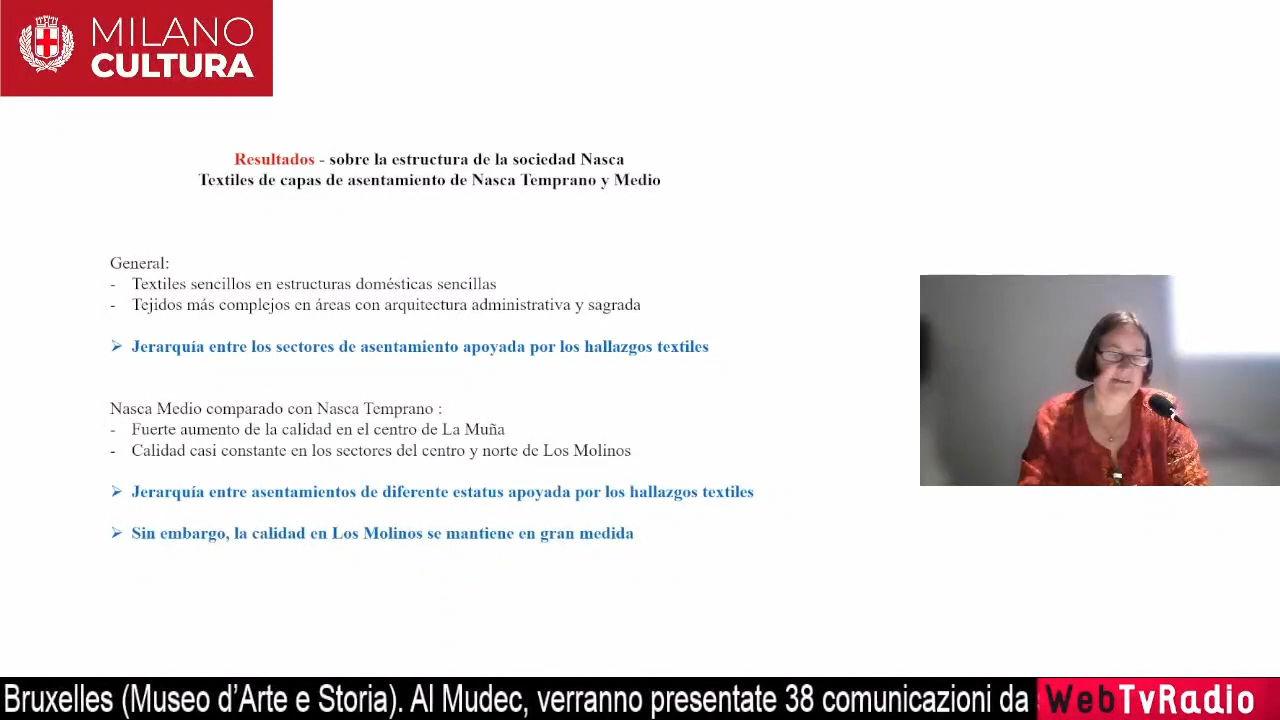 MILANO
CULTURA
Resultados - sobre la estructura de la sociedad Nasca
Textiles de capas de asentamiento de Nasca Temprano y Medio
General:
- Textiles sencillos en estructuras domésticas sencillas
- Tejidos más complejos en áreas con arquitectura administrativa y sagrada
➢ Jerarquía entre los sectores de asentamiento apoyada por los hallazgos textiles
Nasca Medio comparado con Nasca Temprano :
- Fuerte aumento de la calidad en el centro de La Muña
- Calidad casi constante en los sectores del centro y norte de Los Molinos
➢ Jerarquía entre asentamientos de diferente estatus apoyada por los hallazgos textiles
➢ Sin embargo, la calidad en Los Molinos se mantiene en gran medida
Bruxelles (Museo d'Arte e Storia). Al Mudec, verranno presentate 38 comunicazioni da WebTvRadio